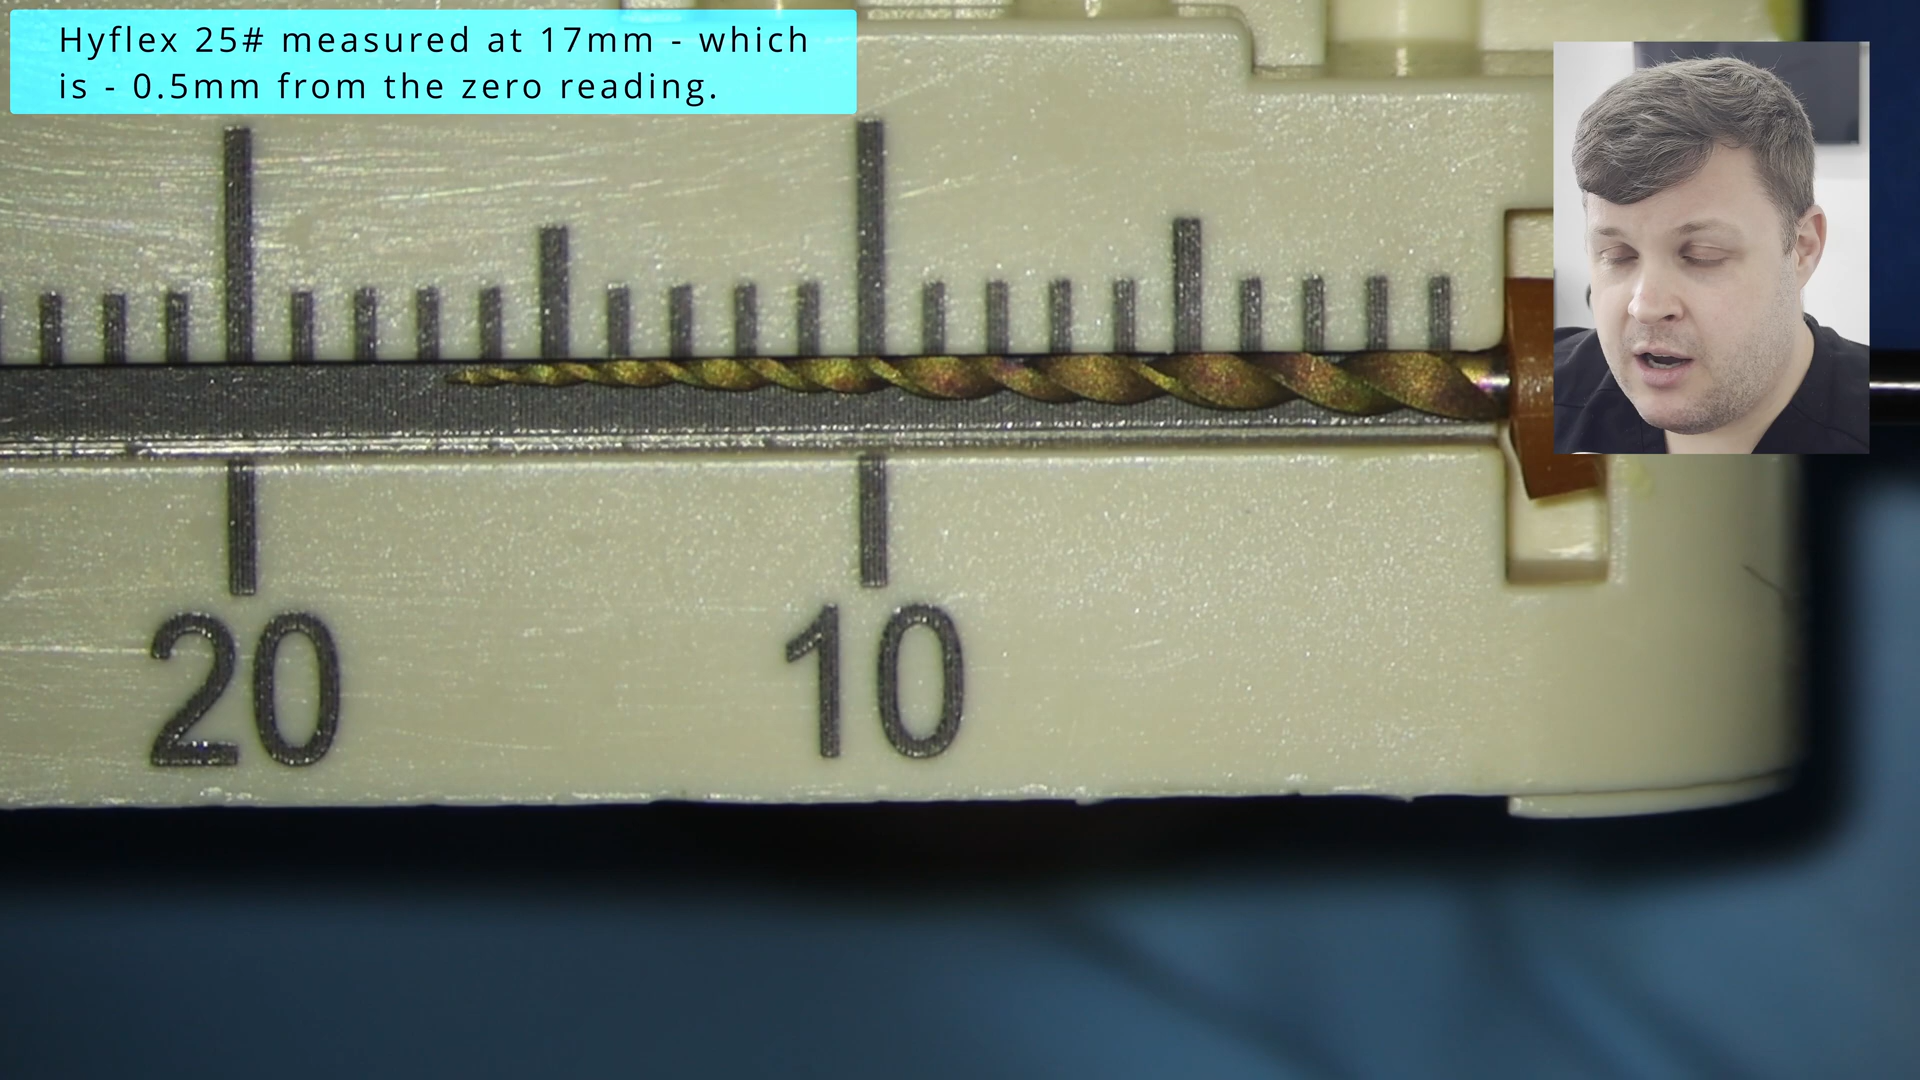 Hyflex 25# measured at 17mm - which
is - 0.5mm from the zero reading.
20 10